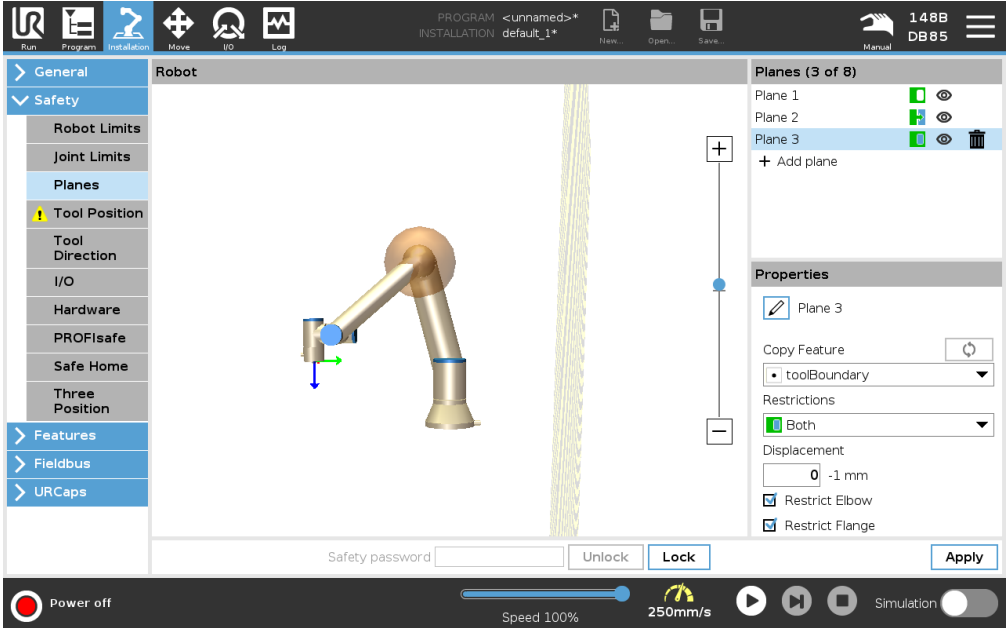 UR
Run
Program
Installation
Move
I/O
Log
PROGRAM <unnamed>*
INSTALLATION default_1*
New...
Open...
Save...
Manual
148B
DB85
General
Safety
Robot Limits
Joint Limits
Planes
Tool Position
Tool
Direction
I/O
Hardware
PROFIsafe
Safe Home
Three
Position
Features
Fieldbus
URCaps
Robot
Planes (3 of 8)
Plane 1
Plane 2
Plane 3
+ Add plane
Properties
Plane 3
Copy Feature
toolBoundary
Restrictions
Both
Displacement
0 -1 mm
Restrict Elbow
Restrict Flange
Safety password
Unlock
Lock
Apply
Power off
Speed 100%
250mm/s
Simulation